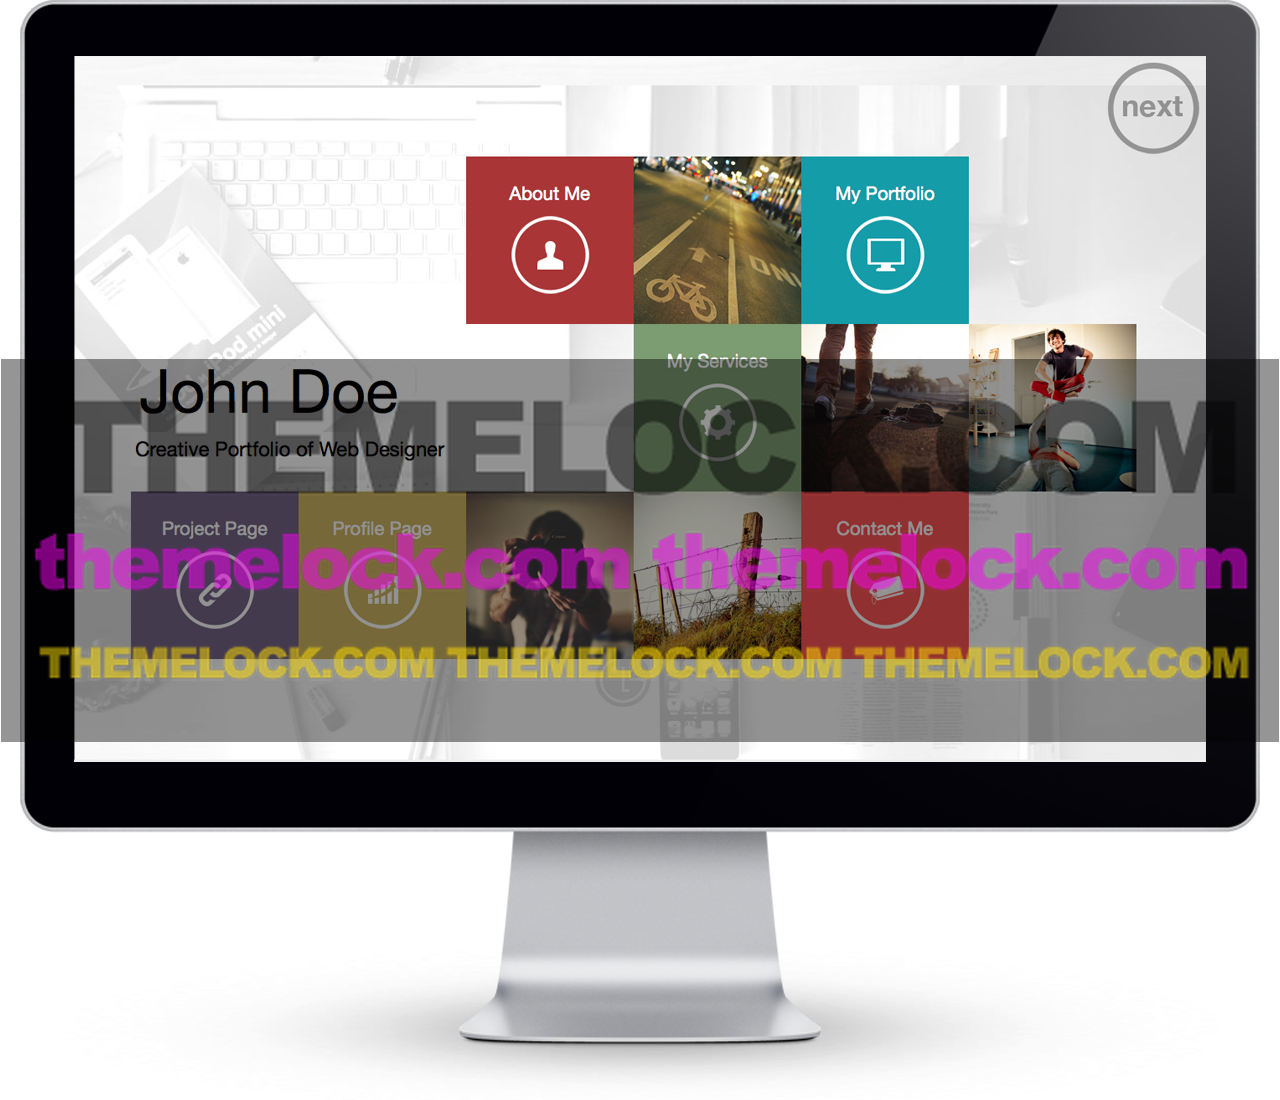 next
About Me
My Portfolio
iPod mini
My Services
John Doe
THEMELOCK.COM
Creative Portfolio of Web Designer
Project Page
Profile Page
Contact Me
ON
themelock.com themelock.com
THEMELOCK.COM THEMELOCK.COM THEMELOCK.COM